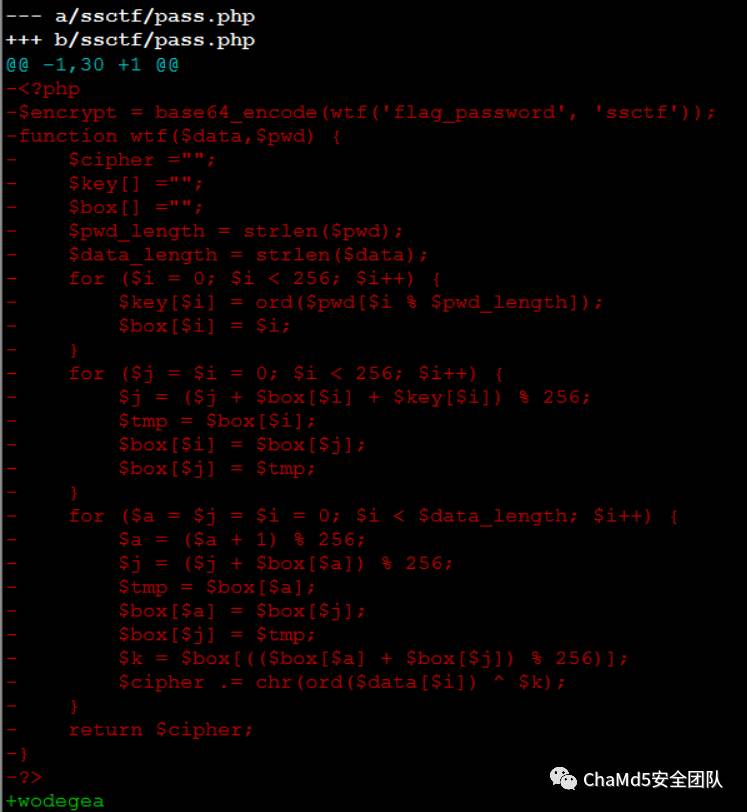 --- a/ssctf/pass.php
+++ b/ssctf/pass.php
@@ -1,30 +1 @@
-<?php
-$encrypt = base64_encode(wtf('flag_password', 'ssctf'));
-function wtf($data,$pwd) {
-    $cipher ="";
-    $key[] ="";
-    $box[] ="";
-    $pwd_length = strlen($pwd);
-    $data_length = strlen($data);
-    for ($i = 0; $i < 256; $i++) {
-        $key[$i] = ord($pwd[$i % $pwd_length]);
-        $box[$i] = $i;
-    }
-    for ($j = $i = 0; $i < 256; $i++) {
-        $j = ($j + $box[$i] + $key[$i]) % 256;
-        $tmp = $box[$i];
-        $box[$i] = $box[$j];
-        $box[$j] = $tmp;
-    }
-    for ($a = $j = $i = 0; $i < $data_length; $i++) {
-        $a = ($a + 1) % 256;
-        $j = ($j + $box[$a]) % 256;
-        $tmp = $box[$a];
-        $box[$a] = $box[$j];
-        $box[$j] = $tmp;
-        $k = $box[(($box[$a] + $box[$j]) % 256)];
-        $cipher .= chr(ord($data[$i]) ^ $k);
-    }
-    return $cipher;
-}
-?>
ChaMd5安全团队
+wodegea